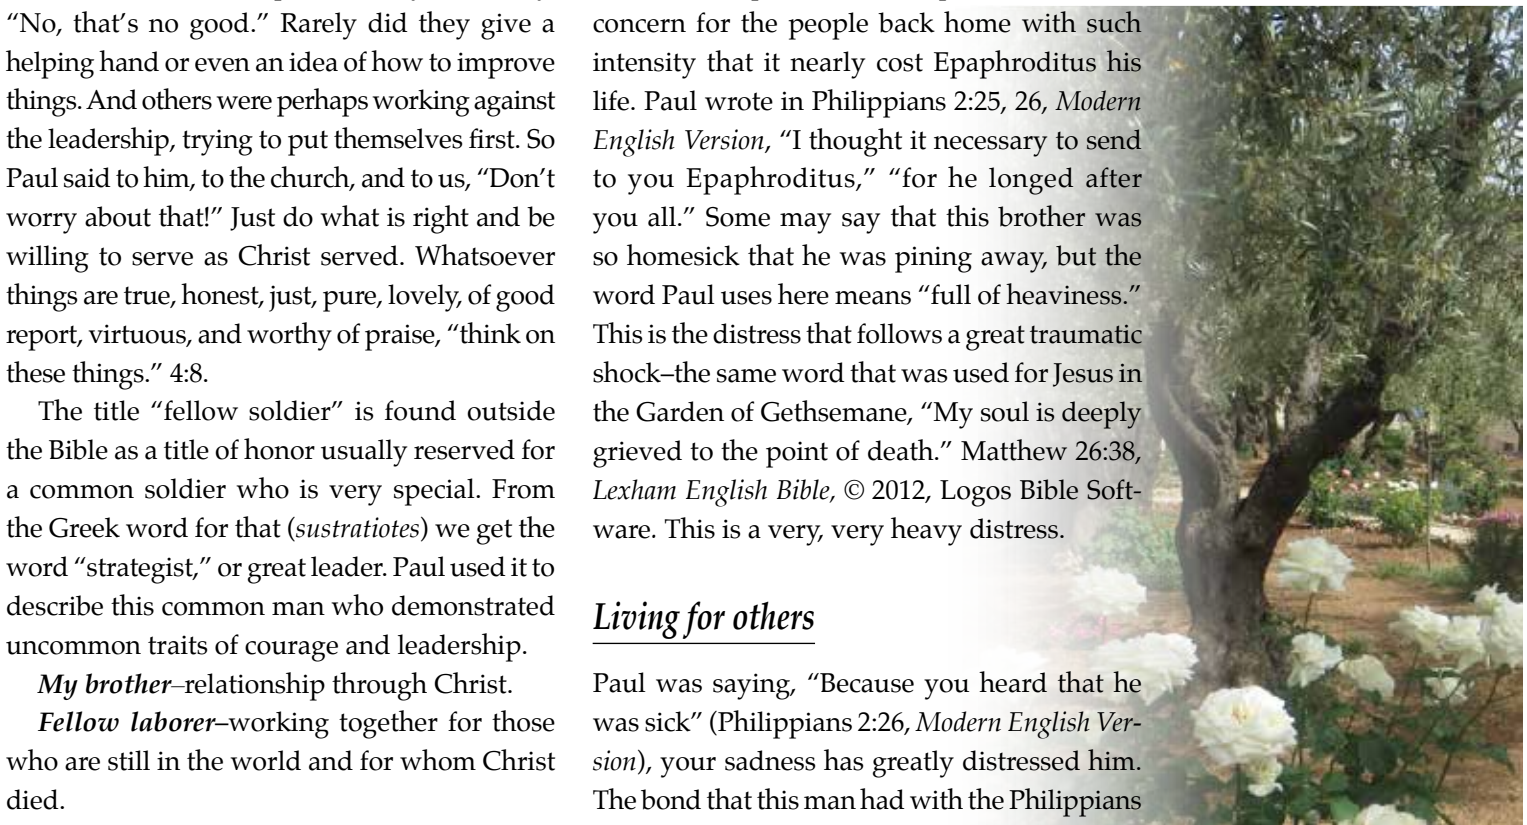 “No, that’s no good.” Rarely did they give a
helping hand or even an idea of how to improve
things. And others were perhaps working against
the leadership, trying to put themselves first. So
Paul said to him, to the church, and to us, “Don’t
worry about that!” Just do what is right and be
willing to serve as Christ served. Whatsoever
things are true, honest, just, pure, lovely, of good
report, virtuous, and worthy of praise, “think on
these things.” 4:8.
The title “fellow soldier” is found outside
the Bible as a title of honor usually reserved for
a common soldier who is very special. From
the Greek word for that (sustratiotes) we get the
word “strategist,” or great leader. Paul used it to
describe this common man who demonstrated
uncommon traits of courage and leadership.
My brother–relationship through Christ.
Fellow laborer–working together for those
who are still in the world and for whom Christ
died.
concern for the people back home with such
intensity that it nearly cost Epaphroditus his
life. Paul wrote in Philippians 2:25, 26, Modern
English Version, “I thought it necessary to send
to you Epaphroditus,” “for he longed after
you all.” Some may say that this brother was
so homesick that he was pining away, but the
word Paul uses here means “full of heaviness.”
This is the distress that follows a great traumatic
shock–the same word that was used for Jesus in
the Garden of Gethsemane, “My soul is deeply
grieved to the point of death.” Matthew 26:38,
Lexham English Bible, © 2012, Logos Bible Soft-
ware. This is a very, very heavy distress.
Living for others
Paul was saying, “Because you heard that he
was sick” (Philippians 2:26, Modern English Ver-
sion), your sadness has greatly distressed him.
The bond that this man had with the Philippians